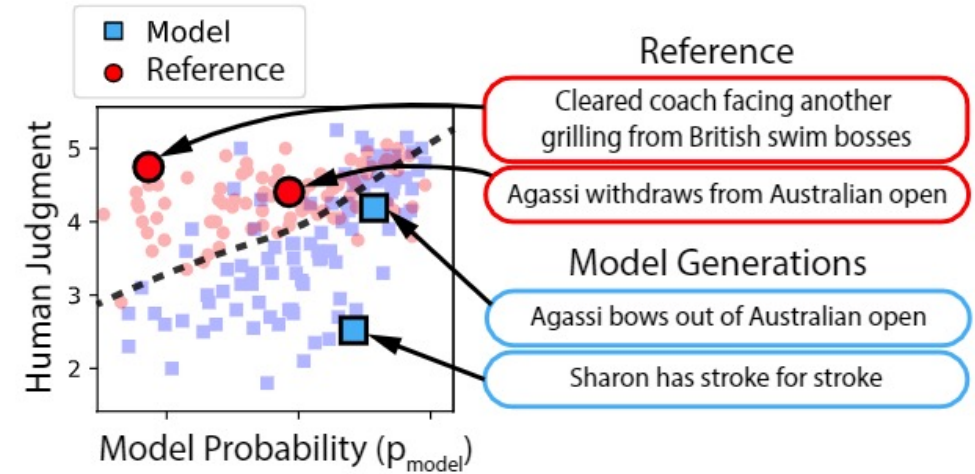 Model
Reference
Human Judgment
5
4
3
2
Model Probability (pmodel)
Reference
Cleared coach facing another
grilling from British swim bosses
Agassi withdraws from Australian open
Model Generations
Agassi bows out of Australian open
Sharon has stroke for stroke